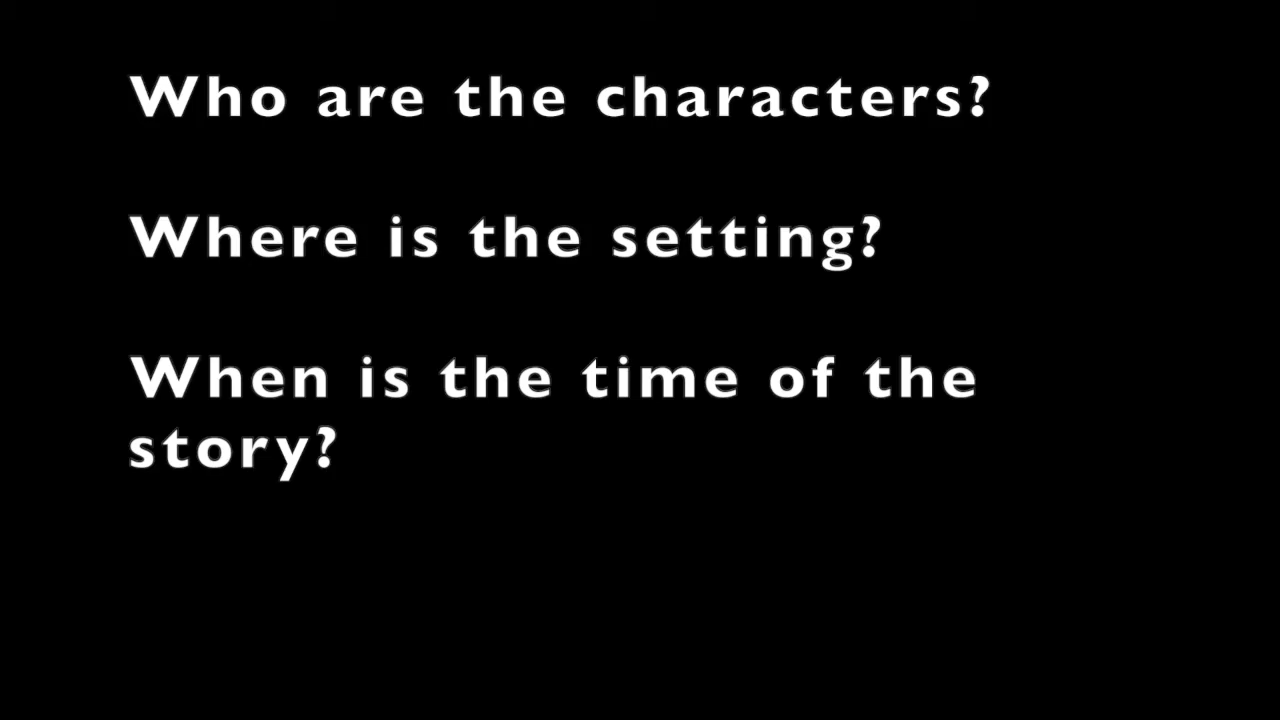 Who are the characters?
Where is the setting?
When is the time of the
story?